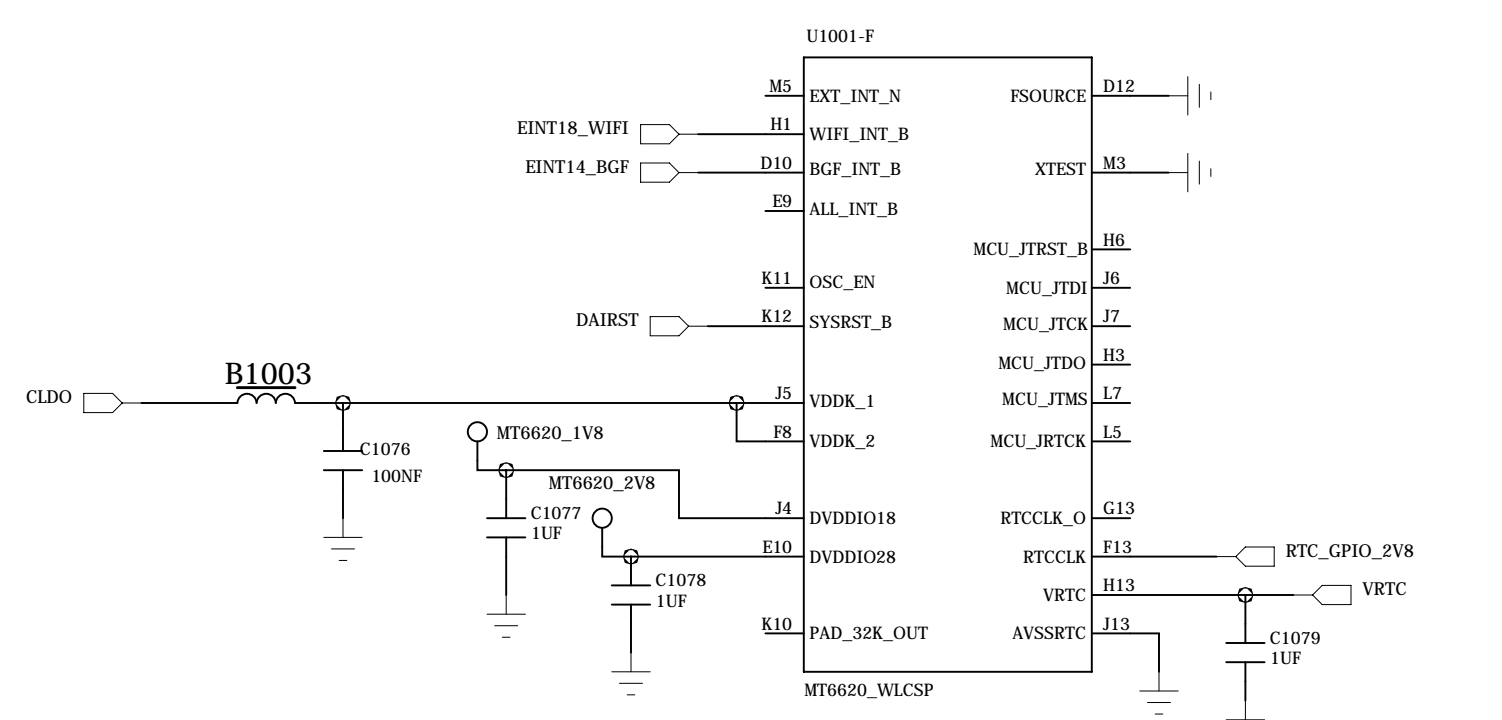 U1001-F
M5 EXT_INT_N FSOURCE D12
EINT18_WIFI H1 WIFI_INT_B
EINT14_BGF D10 BGF_INT_B XTEST M3
E9 ALL_INT_B
MCU_JTRST_B H6
K11 OSC_EN MCU_JTDI J6
DAIRST K12 SYSRST_B MCU_JTCK J7
MCU_JTDO H3
B1003
CLDO J5 VDDK_1 MCU_JTMS L7
MT6620_1V8 F8 VDDK_2 MCU_JRTCK L5
C1076
100NF
MT6620_2V8
C1077 J4 DVDDIO18 RTCCLK_O G13
1UF
E10 DVDDIO28 RTCCLK F13 RTC_GPIO_2V8
C1078
1UF VRTC H13 VRTC
K10 PAD_32K_OUT AVSSRTC J13
C1079
1UF
MT6620_WLCSP